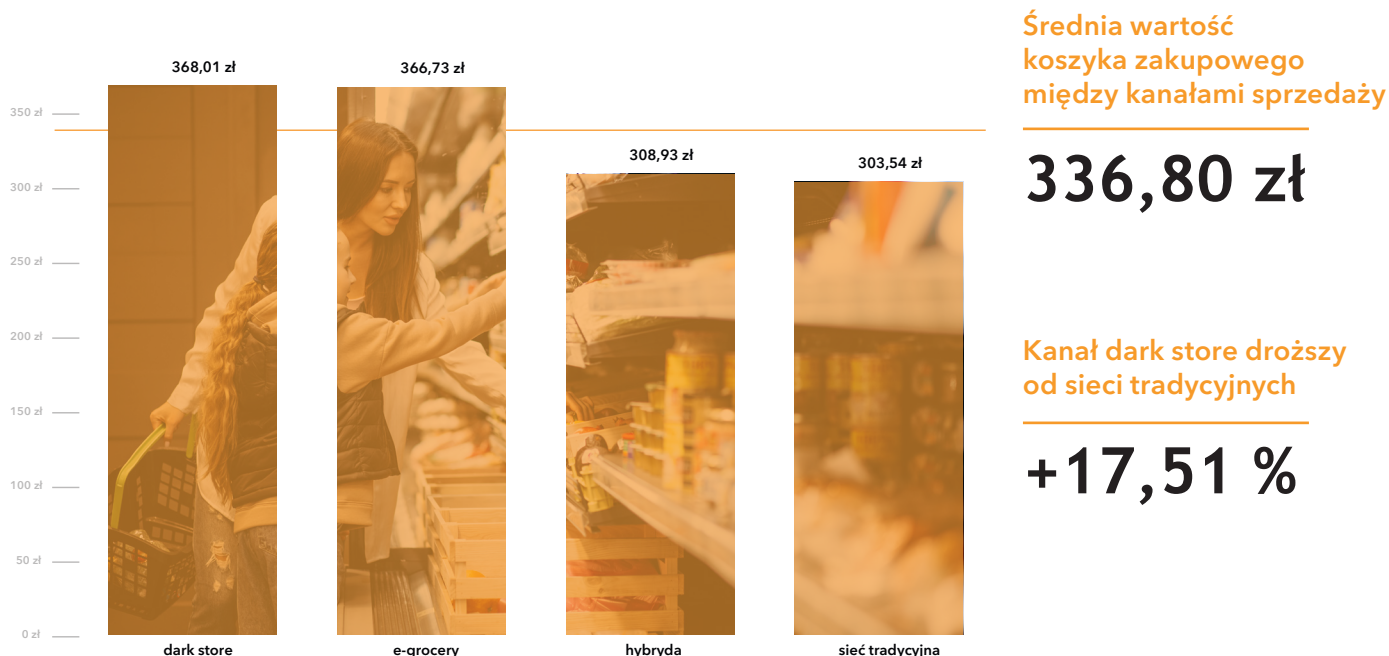 Średnia wartość
koszyka zakupowego
między kanałami sprzedaży
336,80 zł
Kanał dark store droższy
od sieci tradycyjnych
+17,51 %
368,01 zł
366,73 zł
308,93 zł
303,54 zł
350 zł
300 zł
250 zł
200 zł
150 zł
100 zł
50 zł
0 zł
dark store
e-grocery
hybryda
sieć tradycyjna